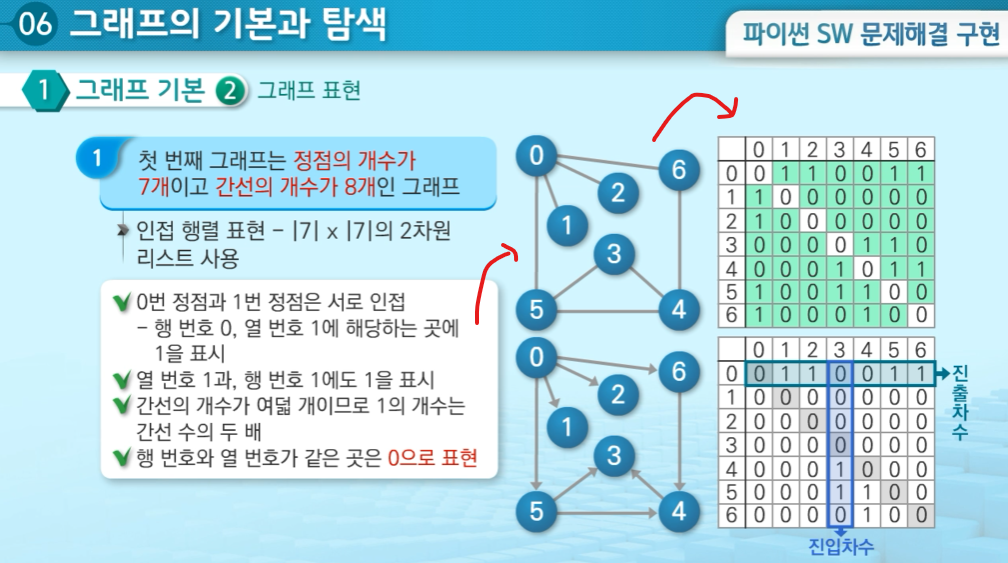 06 그래프의 기본과 탐색
파이썬 SW 문제해결 구현
1 그래프 기본 2 그래프 표현
1 첫 번째 그래프는 정점의 개수가
7개이고 간선의 개수가 8개인 그래프
인접 행렬 표현 – |7| x |7|의 2차원
리스트 사용
0번 정점과 1번 정점은 서로 인접
– 행 번호 0, 열 번호 1에 해당하는 곳에
1을 표시
열 번호 1과, 행 번호 1에도 1을 표시
간선의 개수가 여덟 개이므로 1의 개수는
간선 수의 두 배
행 번호와 열 번호가 같은 곳은 0으로 표현
0
6
2
1
3
5
4
0
6
2
1
3
5
4
0 1 2 3 4 5 6
0 0 1 1 0 0 1 1
1 1 0 0 0 0 0 0
2 1 0 0 0 0 0 0
3 0 0 0 0 1 1 0
4 0 0 0 1 0 1 1
5 1 0 0 1 1 0 0
6 1 0 0 0 1 0 0
0 1 2 3 4 5 6
0 0 1 1 0 0 1 1
1 0 0 0 0 0 0 0
2 0 0 0 0 0 0 0
3 0 0 0 0 0 0 0
4 0 0 0 1 0 0 0
5 0 0 0 1 1 0 0
6 0 0 0 0 1 0 0
진출차수
진입차수